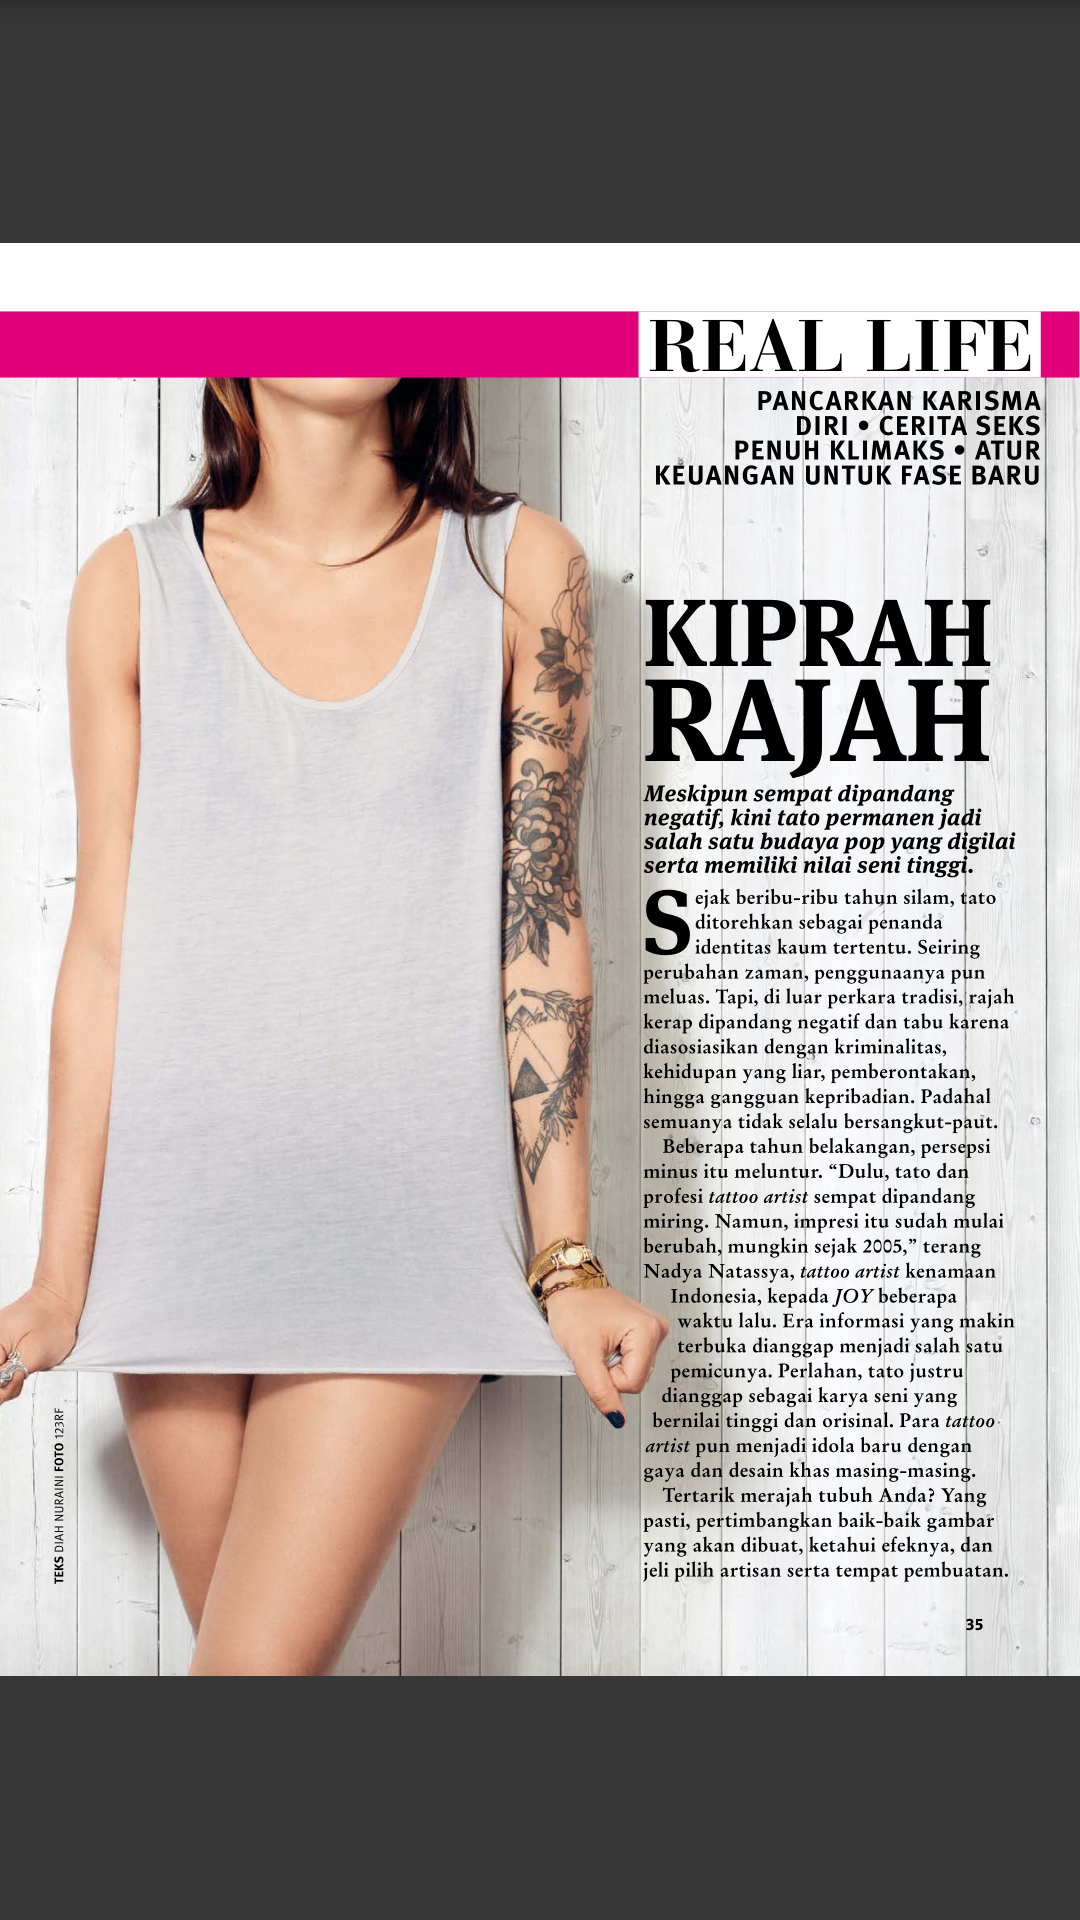 REAL LIFE
PANCARKAN KARISMA
DIRI • CERITA SEKS
PENUH KLIMAKS • ATUR
KEUANGAN UNTUK FASE BARU
KIPRAH
RAJAH
Meskipun sempat dipandang
negatif, kini tato permanen jadi
salah satu budaya pop yang digilai
serta memiliki nilai seni tinggi.
Sejak beribu-ribu tahun silam, tato
ditorehkan sebagai penanda
identitas kaum tertentu. Seiring
perubahan zaman, penggunaanya pun
meluas. Tapi, di luar perkara tradisi, rajah
kerap dipandang negatif dan tabu karena
diasosiasikan dengan kriminalitas,
kehidupan yang liar, pemberontakan,
hingga gangguan kepribadian. Padahal
semuanya tidak selalu bersangkut-paut.
Beberapa tahun belakangan, persepsi
minus itu meluntur. “Dulu, tato dan
profesi tattoo artist sempat dipandang
miring. Namun, impresi itu sudah mulai
berubah, mungkin sejak 2005,” terang
Nadya Natassya, tattoo artist kenamaan
Indonesia, kepada JOY beberapa
waktu lalu. Era informasi yang makin
terbuka dianggap menjadi salah satu
pemicunya. Perlahan, tato justru
dianggap sebagai karya seni yang
bernilai tinggi dan orisinal. Para tattoo
artist pun menjadi idola baru dengan
gaya dan desain khas masing-masing.
Tertarik merajah tubuh Anda? Yang
pasti, pertimbangkan baik-baik gambar
yang akan dibuat, ketahui efeknya, dan
jeli pilih artisan serta tempat pembuatan.
TEKS DIAH NURAINI FOTO 123RF
35